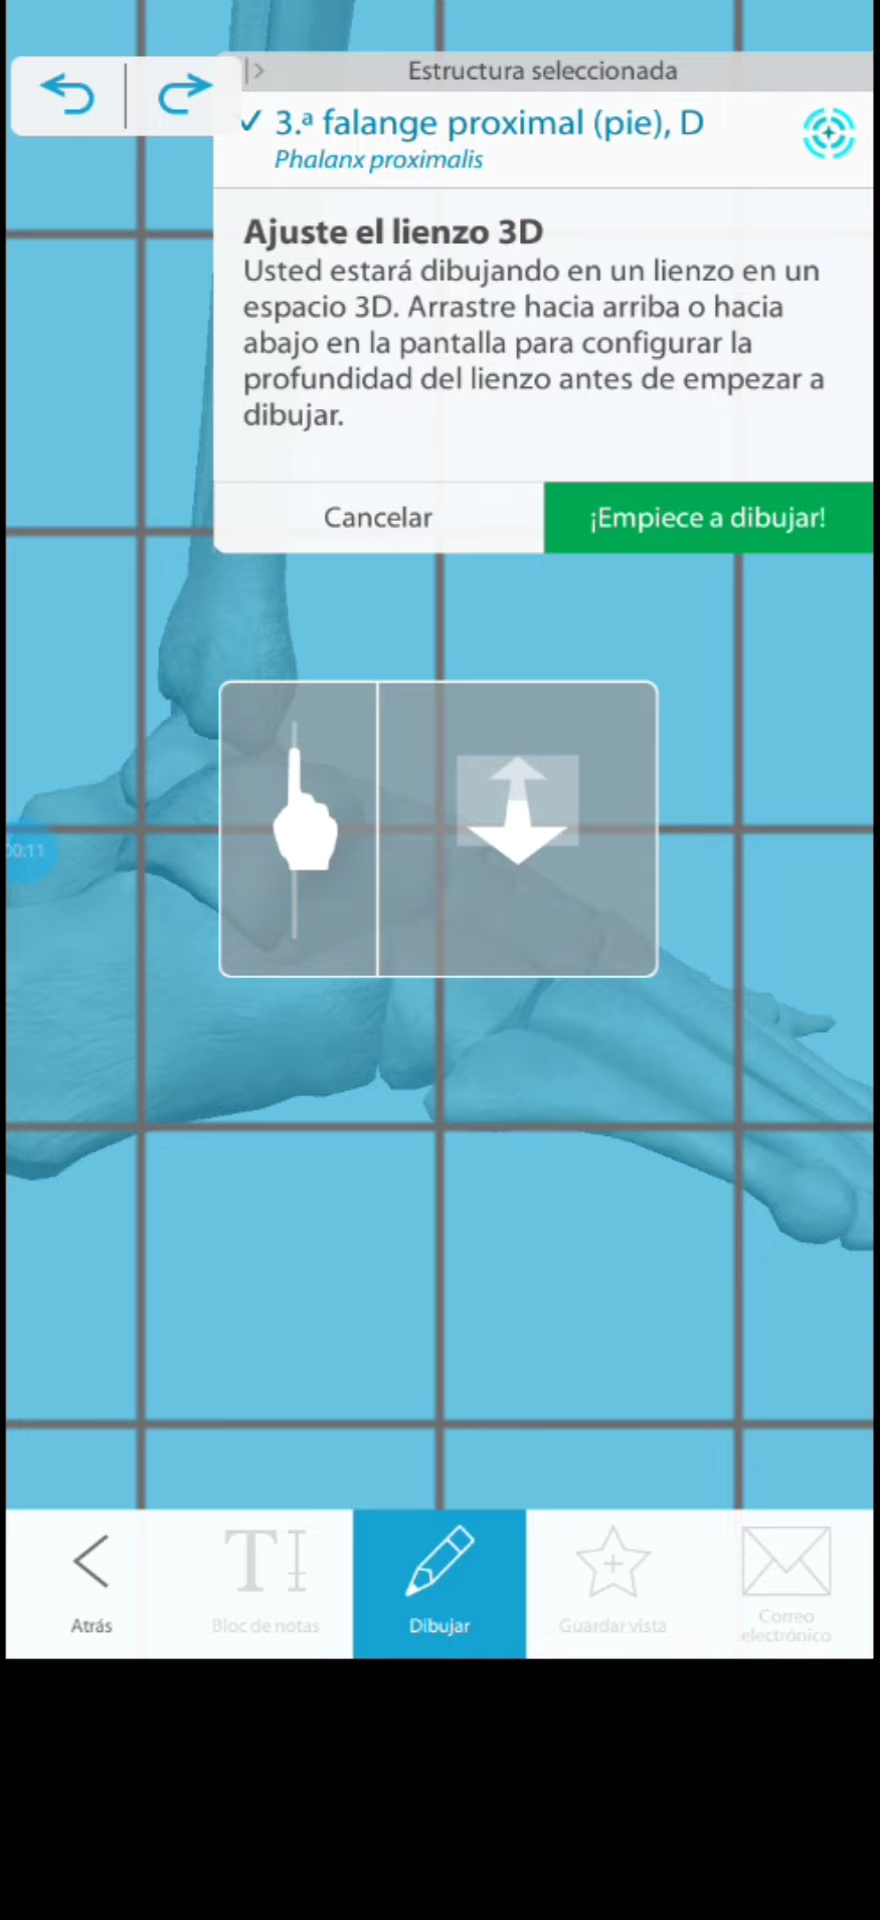 Estructura seleccionada
3.ª falange proximal (pie), D
Phalanx proximalis
Ajuste el lienzo 3D
Usted estará dibujando en un lienzo en un
espacio 3D. Arrastre hacia arriba o hacia
abajo en la pantalla para configurar la
profundidad del lienzo antes de empezar a
dibujar.
Cancelar
¡Empiece a dibujar!
00:11
Atrás
Bloc de notas
Dibujar
Guardar vista
Correo
electrónico